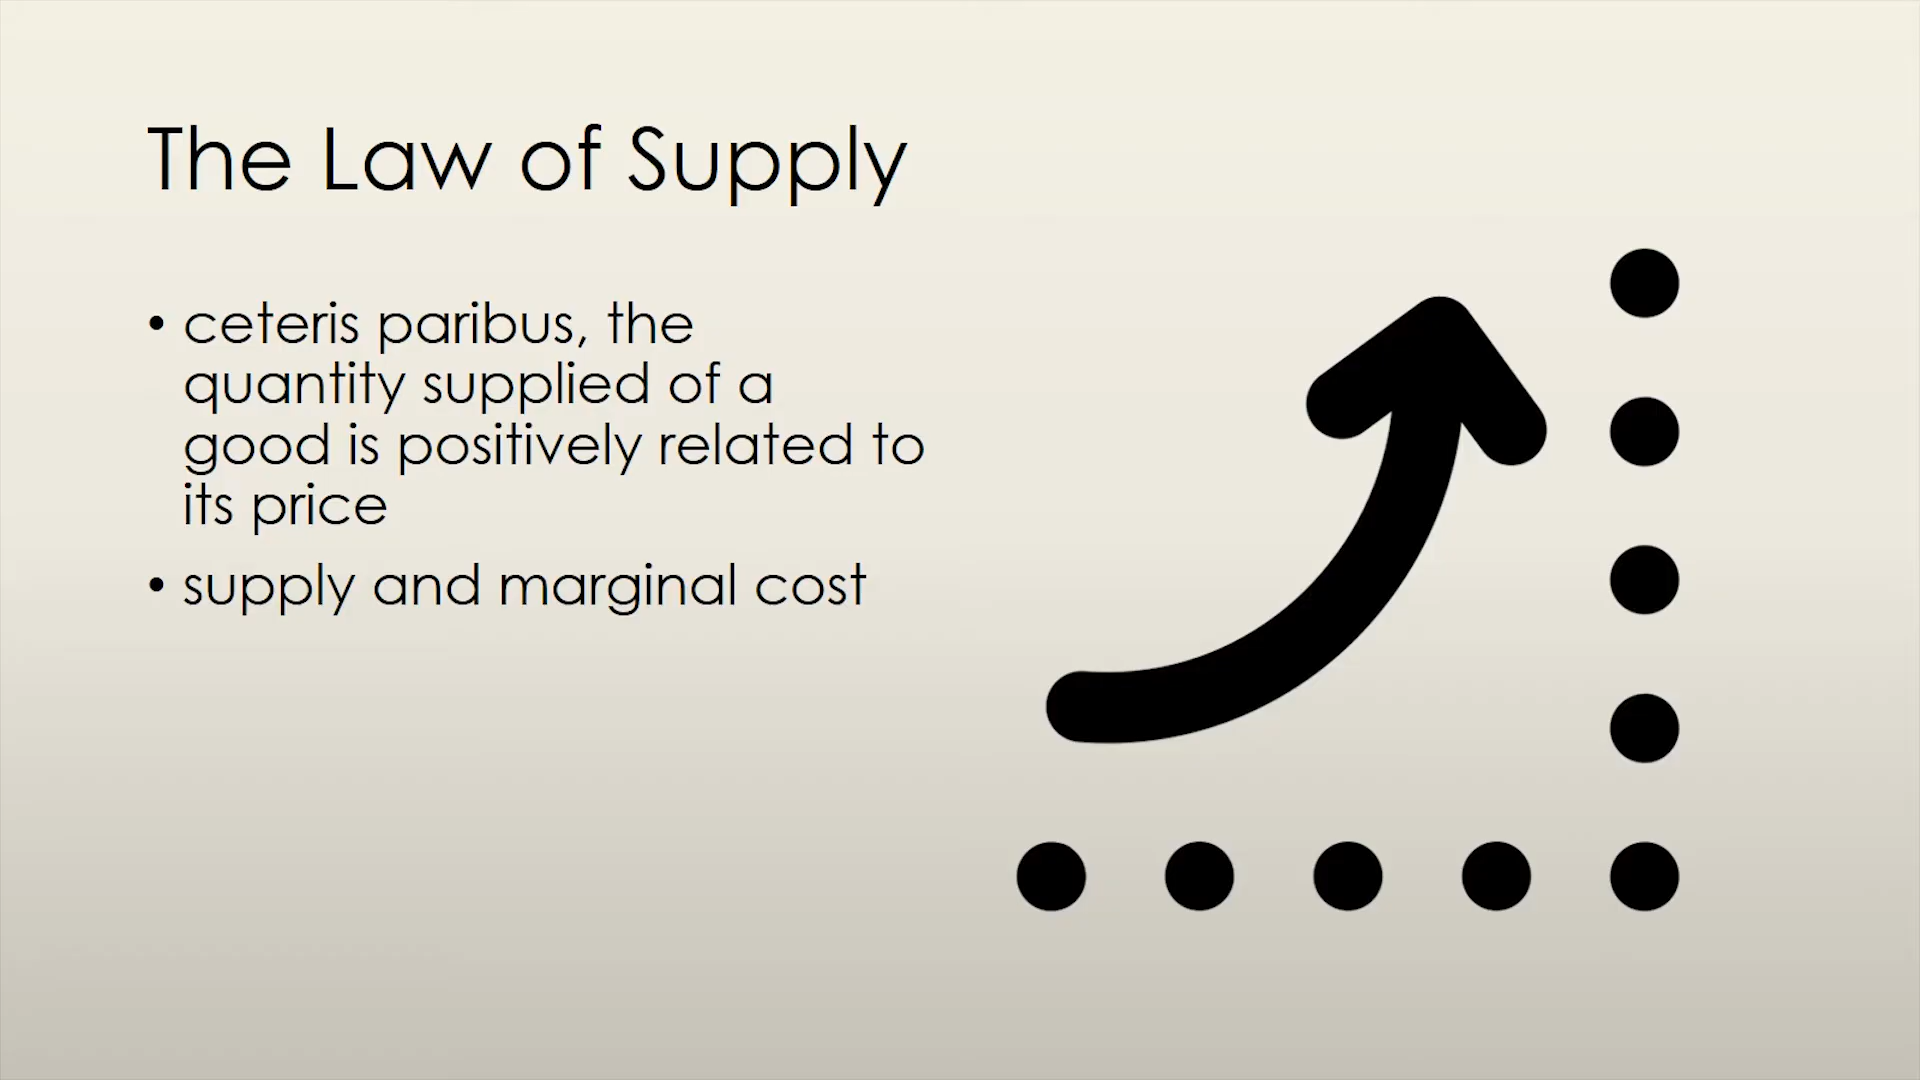 The Law of Supply
• ceteris paribus, the
quantity supplied of a
good is positively related to
its price
• supply and marginal cost